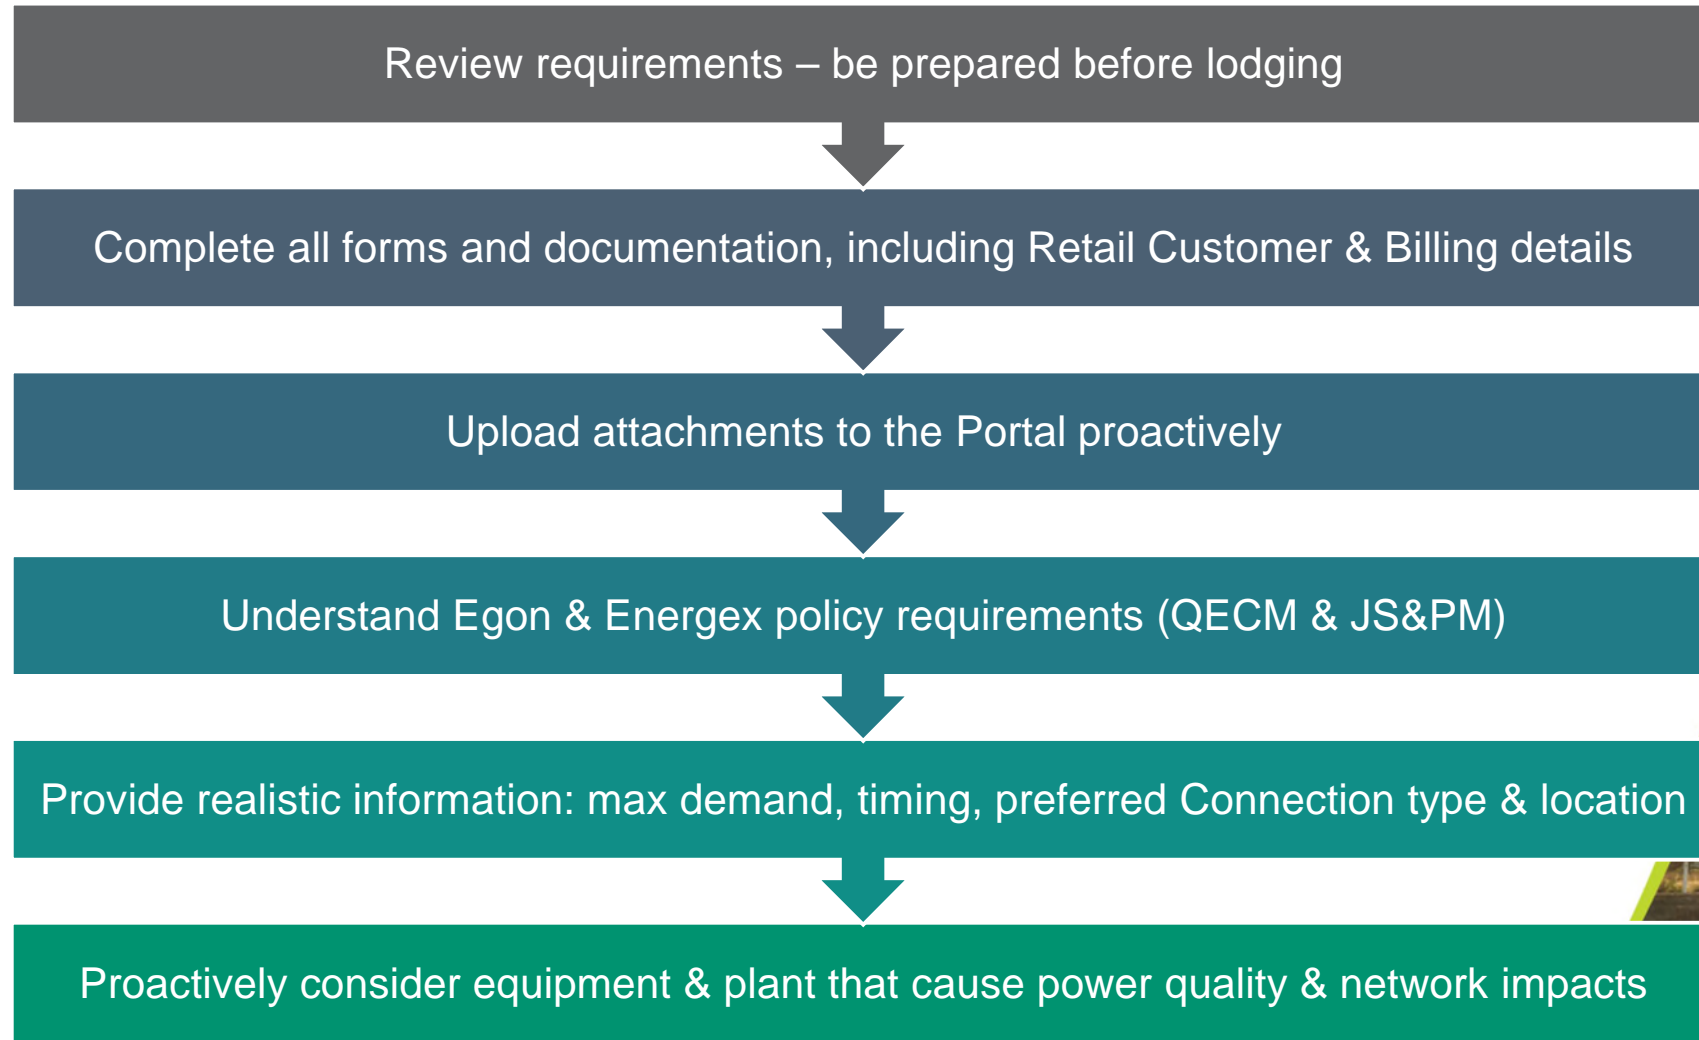 Review requirements – be prepared before lodging
Complete all forms and documentation, including Retail Customer & Billing details
Upload attachments to the Portal proactively
Understand Egon & Energex policy requirements (QECM & JS&PM)
Provide realistic information: max demand, timing, preferred Connection type & location
Proactively consider equipment & plant that cause power quality & network impacts